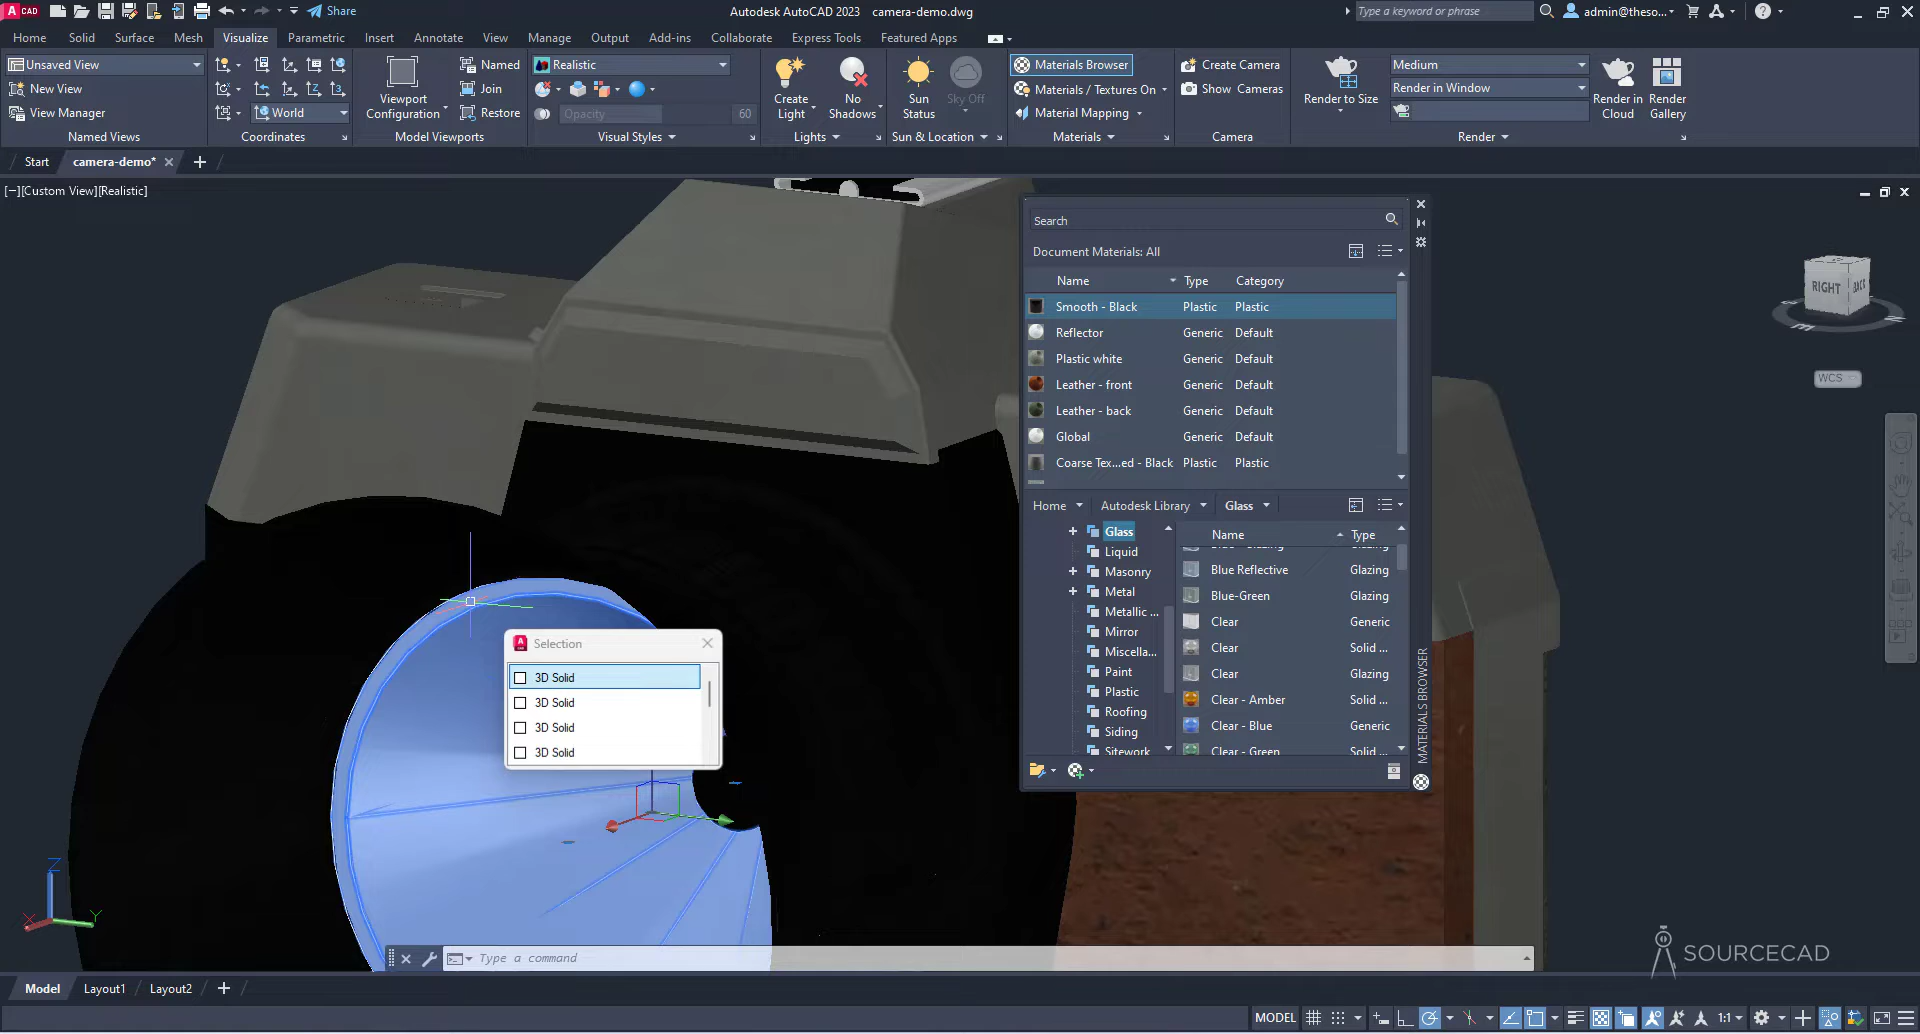 CAD
Share
Autodesk AutoCAD 2023 camera-demo.dwg
Type a keyword or phrase
admin@theso...
Home Solid Surface Mesh Visualize Parametric Insert Annotate View Manage Output Add-ins Collaborate Express Tools Featured Apps
Unsaved View
New View
View Manager
Named Views
World
Coordinates
Viewport
Configuration
Named
Join
Restore
Model Viewports
Realistic
Opacity 60
Visual Styles
Create
Light
No
Shadows
Lights
Sun
Status
Sky Off
Sun & Location
Materials Browser
Materials / Textures On
Material Mapping
Materials
Create Camera
Show Cameras
Camera
Render to Size
Medium
Render in Window
Render in
Cloud
Render
Gallery
Render
Start camera-demo*
[−][Custom View][Realistic]
RIGHT BACK
E
WCS
Search
Document Materials: All
Name Type Category
Smooth - Black Plastic Plastic
Reflector Generic Default
Plastic white Generic Default
Leather - front Generic Default
Leather - back Generic Default
Global Generic Default
Coarse Tex...ed - Black Plastic Plastic
Home Autodesk Library Glass
Glass
Liquid
Masonry
Metal
Metallic ...
Mirror
Miscella...
Paint
Plastic
Roofing
Siding
Sitework
Name Type
Blue Reflective Glazing
Blue-Green Glazing
Clear Generic
Clear Solid ...
Clear Glazing
Clear - Amber Solid ...
Clear - Blue Generic
Clear - Green Solid ...
MATERIALS BROWSER
Selection
3D Solid
3D Solid
3D Solid
3D Solid
Z
X
Y
Type a command
SOURCECAD
Model Layout1 Layout2
MODEL
1:1